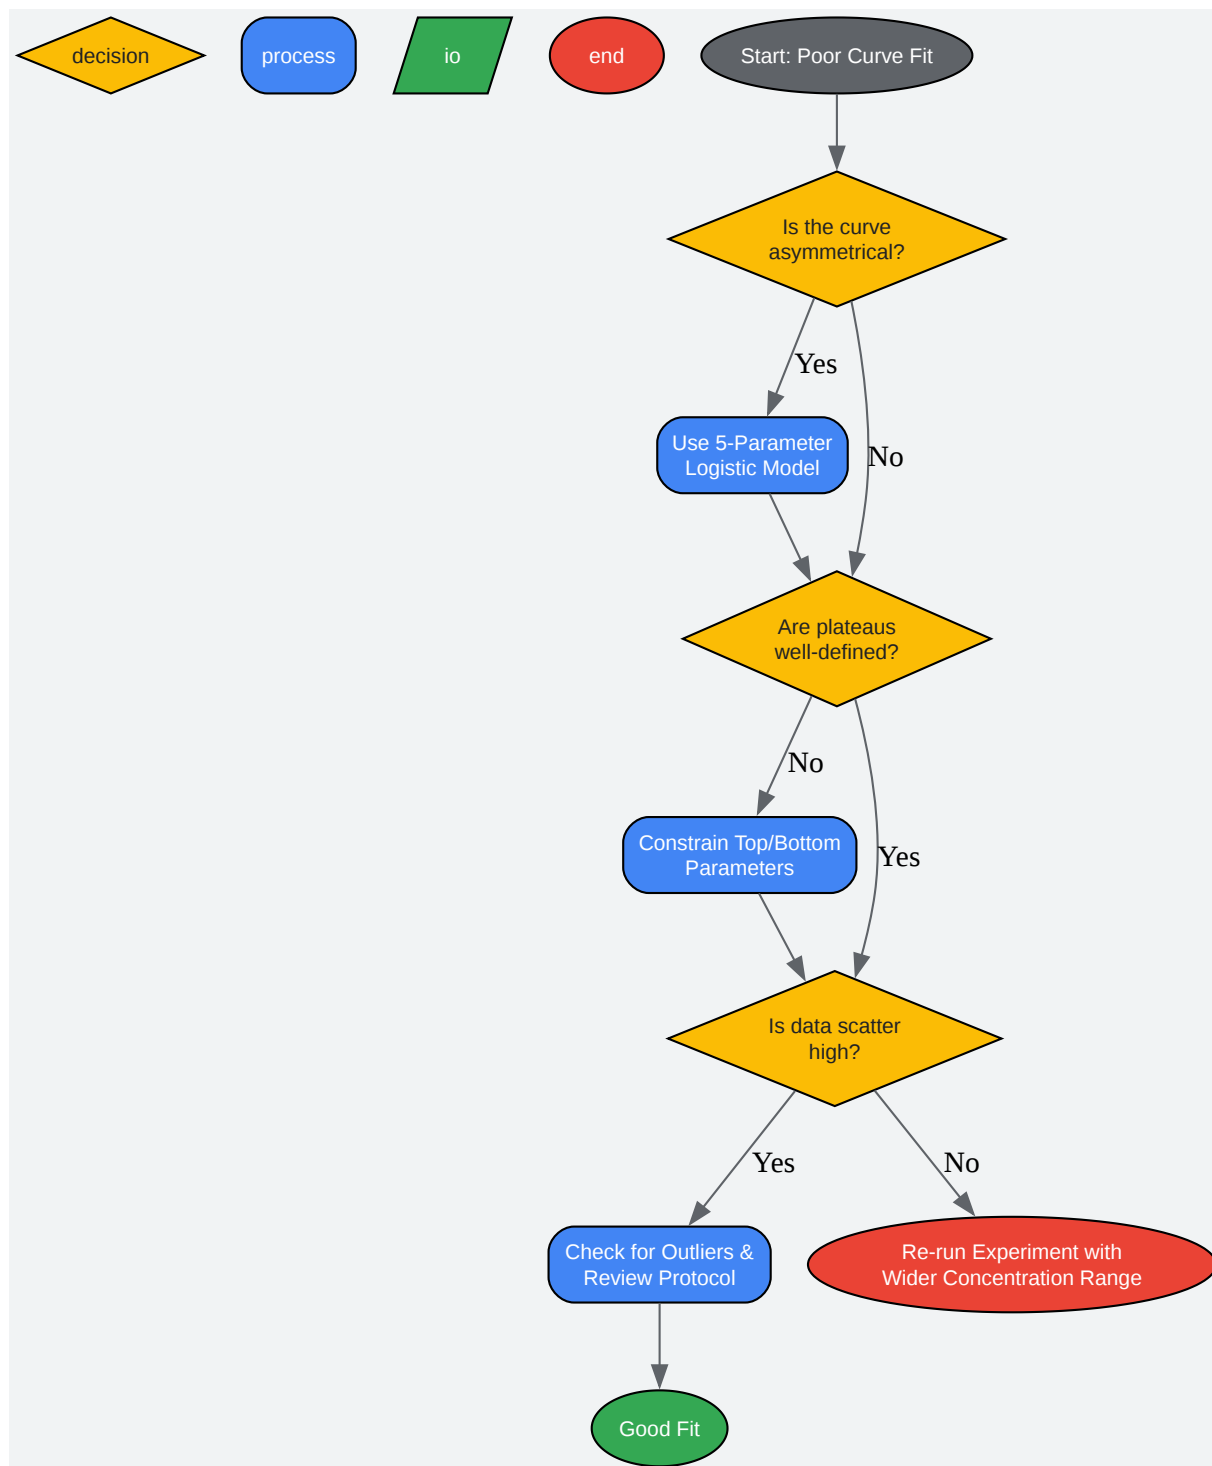 decision
process
io
end
Start: Poor Curve Fit
Is the curve
asymmetrical?
Yes
Use 5-Parameter
Logistic Model
No
Are plateaus
well-defined?
No
Constrain Top/Bottom
Parameters
Yes
Is data scatter
high?
Yes
No
Check for Outliers &
Review Protocol
Re-run Experiment with
Wider Concentration Range
Good Fit